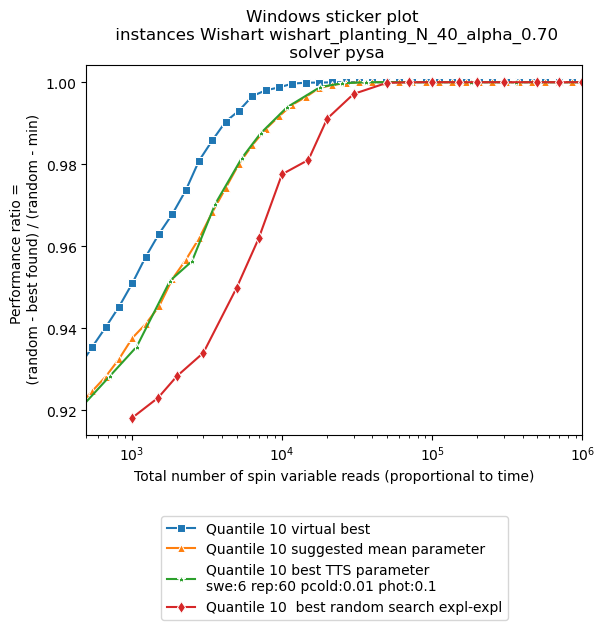 Windows sticker plot
instances Wishart wishart_planting_N_40_alpha_0.70
solver pysa
Performance ratio =
(random - best found) / (random - min)
1.00
0.98
0.96
0.94
0.92
10³ 10⁴ 10⁵ 10⁶
Total number of spin variable reads (proportional to time)
Quantile 10 virtual best
Quantile 10 suggested mean parameter
Quantile 10 best TTS parameter
swe:6 rep:60 pcold:0.01 phot:0.1
Quantile 10  best random search expl-expl